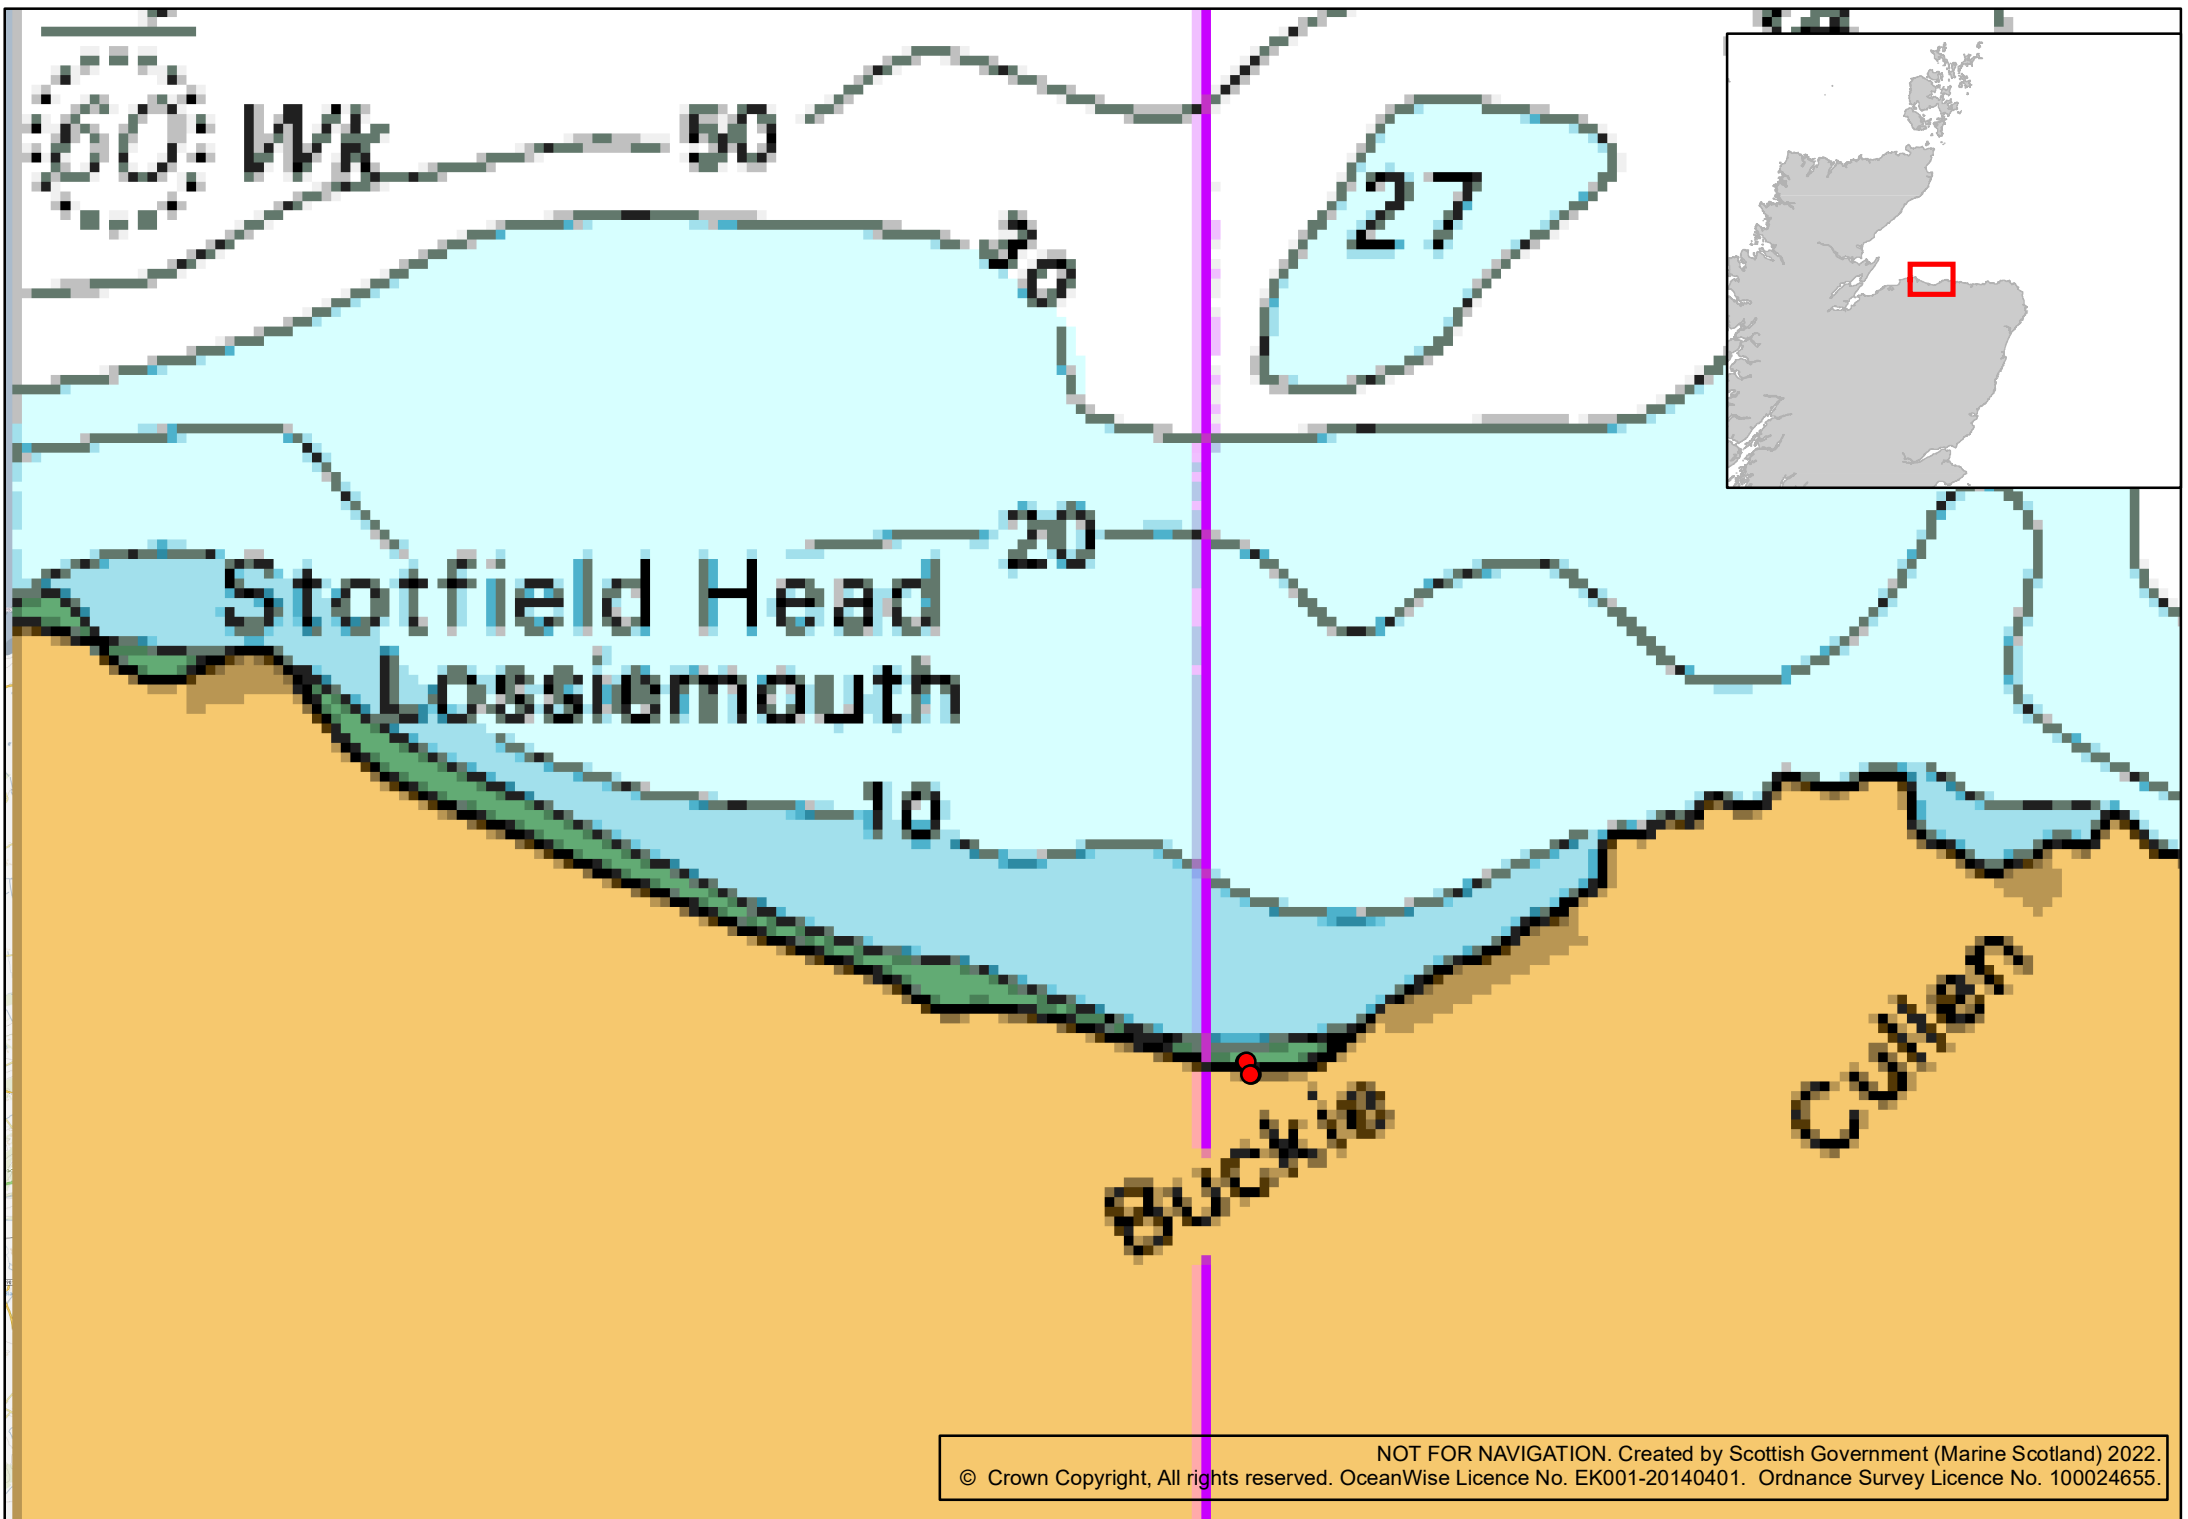 60 Wk
50
27
30
20
Stotfield Head
Lossiemouth
10
Cullen
Buckie
NOT FOR NAVIGATION. Created by Scottish Government (Marine Scotland) 2022.
© Crown Copyright, All rights reserved. OceanWise Licence No. EK001-20140401. Ordnance Survey Licence No. 100024655.